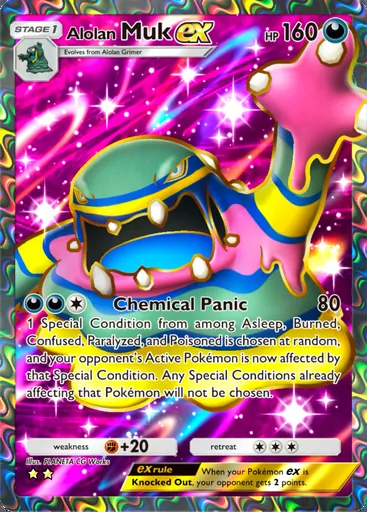 STAGE 1 Alolan Muk ex HP 160
Evolves from Alolan Grimer
Chemical Panic 80
1 Special Condition from among Asleep, Burned,
Confused, Paralyzed, and Poisoned is chosen at random,
and your opponent's Active Pokémon is now affected by
that Special Condition. Any Special Conditions already
affecting that Pokémon will not be chosen.
weakness +20 retreat
Illus. PLANETA CG Works
ex rule When your Pokémon ex is
Knocked Out, your opponent gets 2 points.